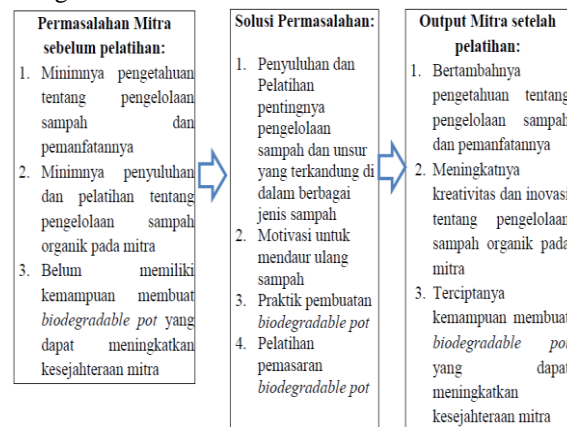 Permasalahan Mitra
sebelum pelatihan:
1. Minimnya pengetahuan
tentang pengelolaan
sampah dan
pemanfatannya
2. Minimnya penyuluhan
dan pelatihan tentang
pengelolaan sampah
organik pada mitra
3. Belum memiliki
kemampuan membuat
biodegradable pot yang
dapat meningkatkan
kesejahteraan mitra
Solusi Permasalahan:
1. Penyuluhan dan
Pelatihan
pentingnya
pengelolaan
sampah dan unsur
yang terkandung di
dalam berbagai
jenis sampah
2. Motivasi untuk
mendaur ulang
sampah
3. Praktik pembuatan
biodegradable pot
4. Pelatihan
pemasaran
biodegradable pot
Output Mitra setelah
pelatihan:
1. Bertambahnya
pengetahuan tentang
pengelolaan sampah
dan pemanfatannya
2. Meningkatnya
kreativitas dan inovasi
tentang pengelolaan
sampah organik pada
mitra
3. Terciptanya
kemampuan membuat
biodegradable pot
yang dapat
meningkatkan
kesejahteraan mitra